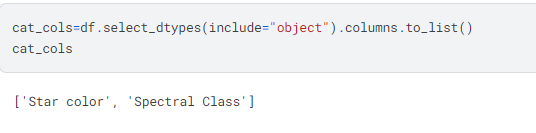 cat_cols=df.select_dtypes(include="object").columns.to_list()
cat_cols
['Star color', 'Spectral Class']